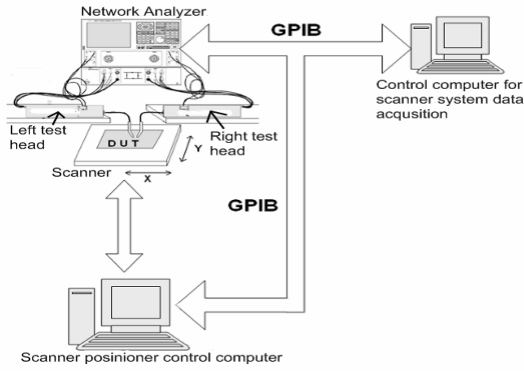 Network Analyzer
GPIB
Control computer for
scanner system data
acqusition
Left test
head
Right test
head
DUT
Y
Scanner
X
GPIB
Scanner posinioner control computer